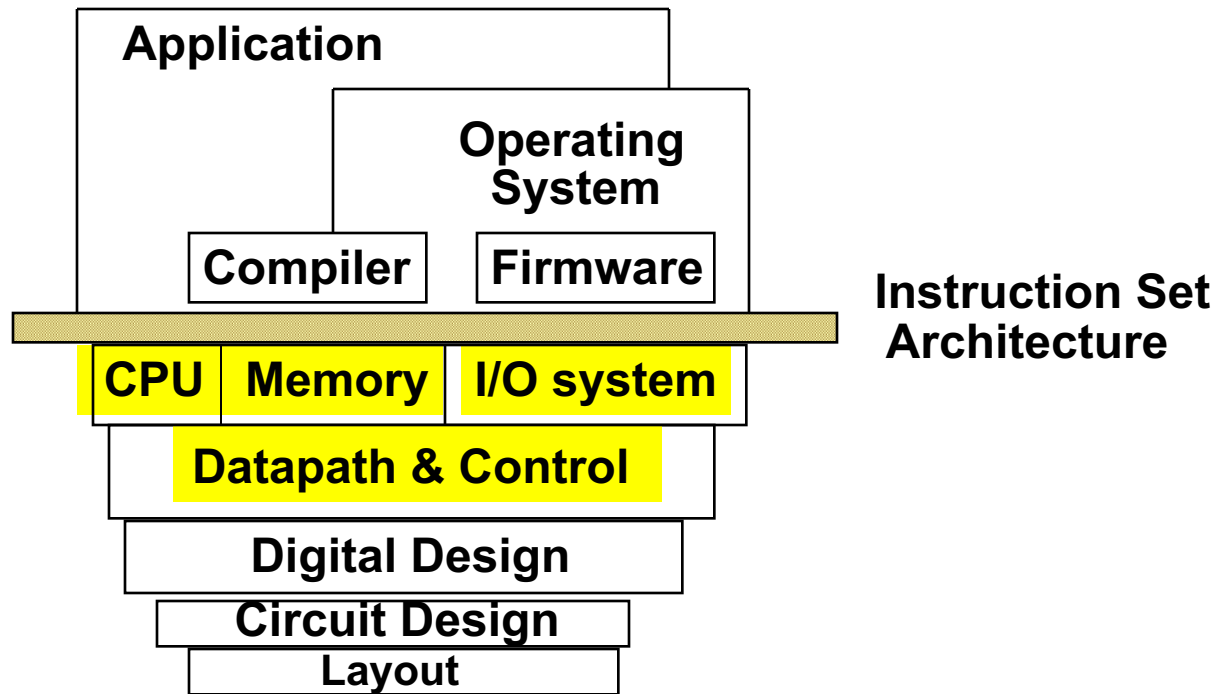 Application
Operating
System
Compiler
Firmware
Instruction Set
Architecture
CPU
Memory
I/O system
Datapath & Control
Digital Design
Circuit Design
Layout